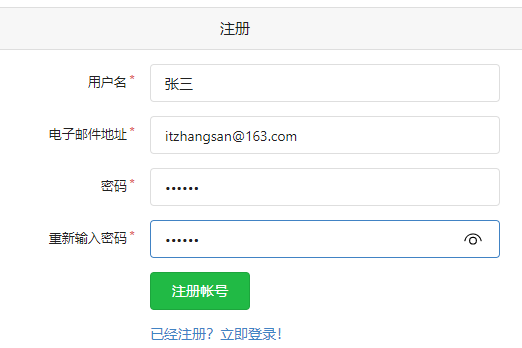 注册
用户名 * 张三
电子邮件地址 * itzhangsan@163.com
密码 * ••••••
重新输入密码 * ••••••
注册帐号
已经注册？立即登录!